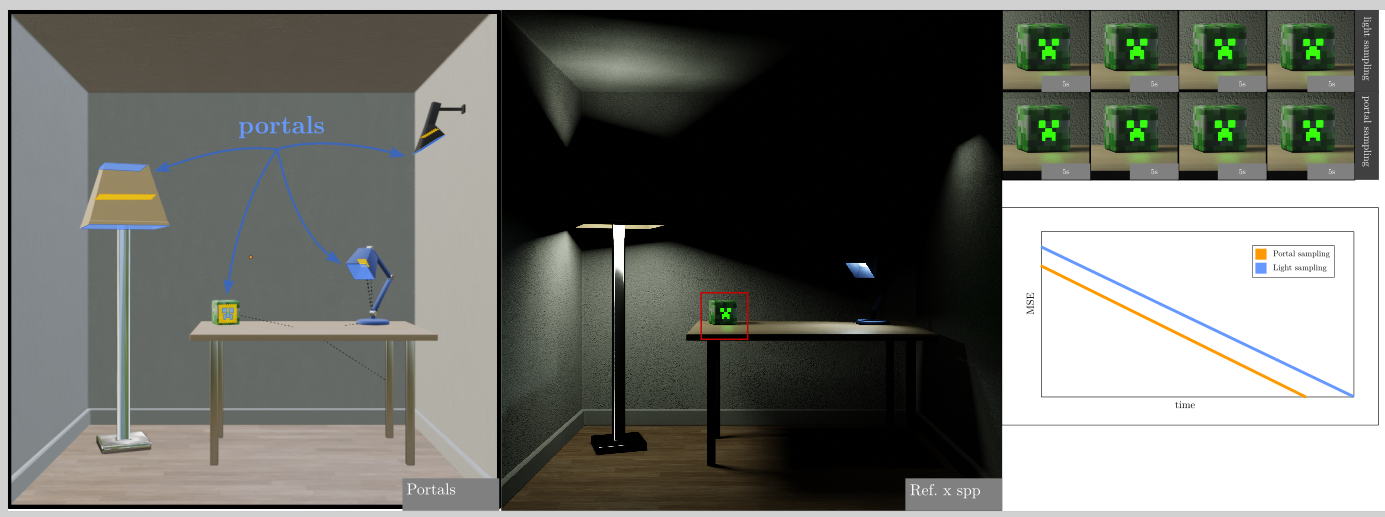 portals
Portals
Ref. x spp
5s
5s
5s
5s
light sampling
5s
5s
5s
5s
portal sampling
Portal sampling
Light sampling
MSE
time